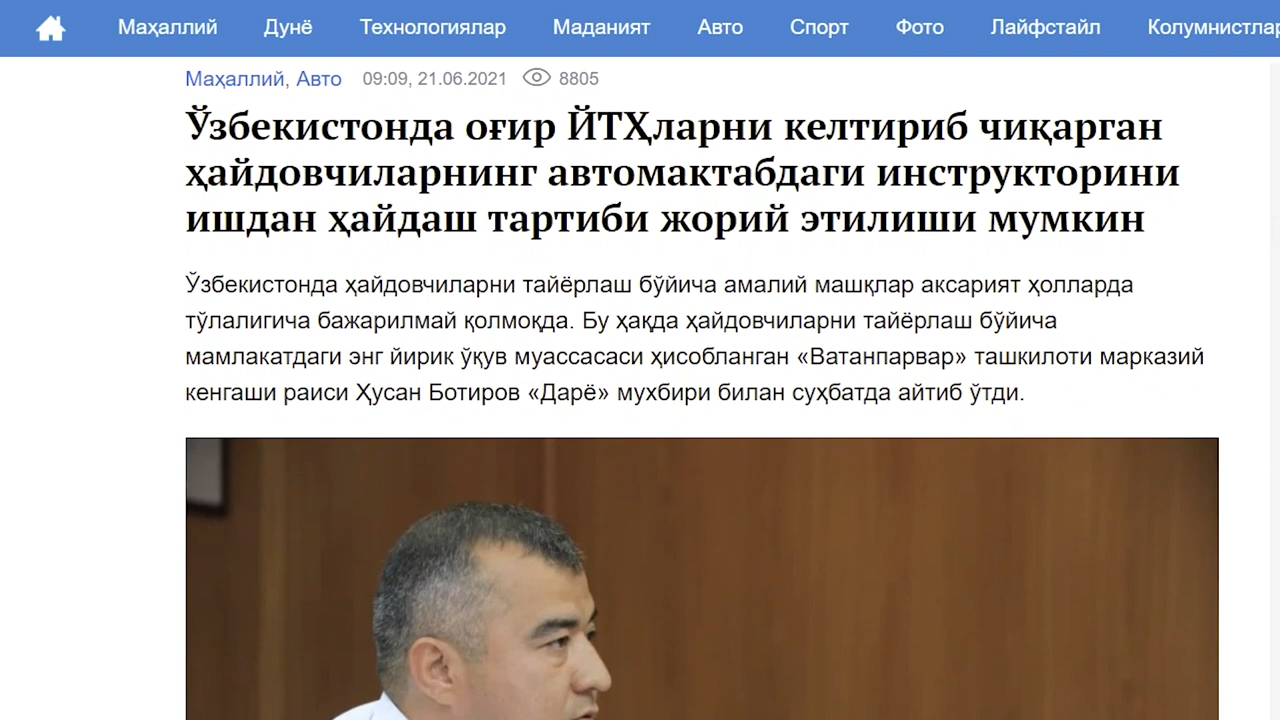 Маҳаллий Дунё Технологиялар Маданият Авто Спорт Фото Лайфстайл Колумнистлар
Маҳаллий, Авто 09:09, 21.06.2021 8805
Ўзбекистонда оғир ЙТҲларни келтириб чиқарган
ҳайдовчиларнинг автомактабдаги инструкторини
ишдан ҳайдаш тартиби жорий этилиши мумкин
Ўзбекистонда ҳайдовчиларни тайёрлаш бўйича амалий машқлар аксарият ҳолларда
тўлалигича бажарилмай қолмоқда. Бу ҳақда ҳайдовчиларни тайёрлаш бўйича
мамлакатдаги энг йирик ўқув муассасаси ҳисобланган «Ватанпарвар» ташкилоти марказий
кенгаши раиси Ҳусан Ботиров «Дарё» мухбири билан суҳбатда айтиб ўтди.